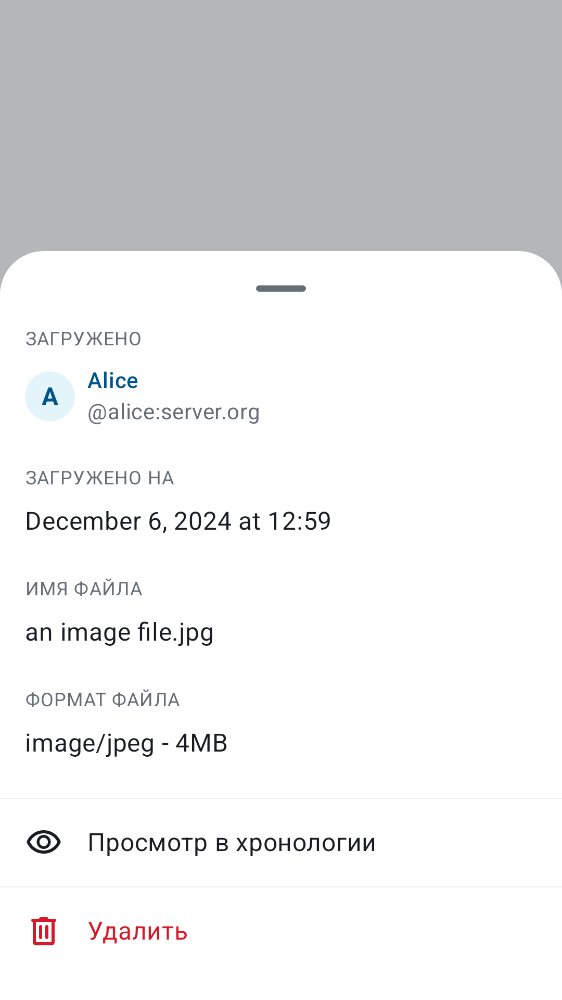 ЗАГРУЖЕНО
A
Alice
@alice:server.org
ЗАГРУЖЕНО НА
December 6, 2024 at 12:59
ИМЯ ФАЙЛА
an image file.jpg
ФОРМАТ ФАЙЛА
image/jpeg - 4MB
Просмотр в хронологии
Удалить